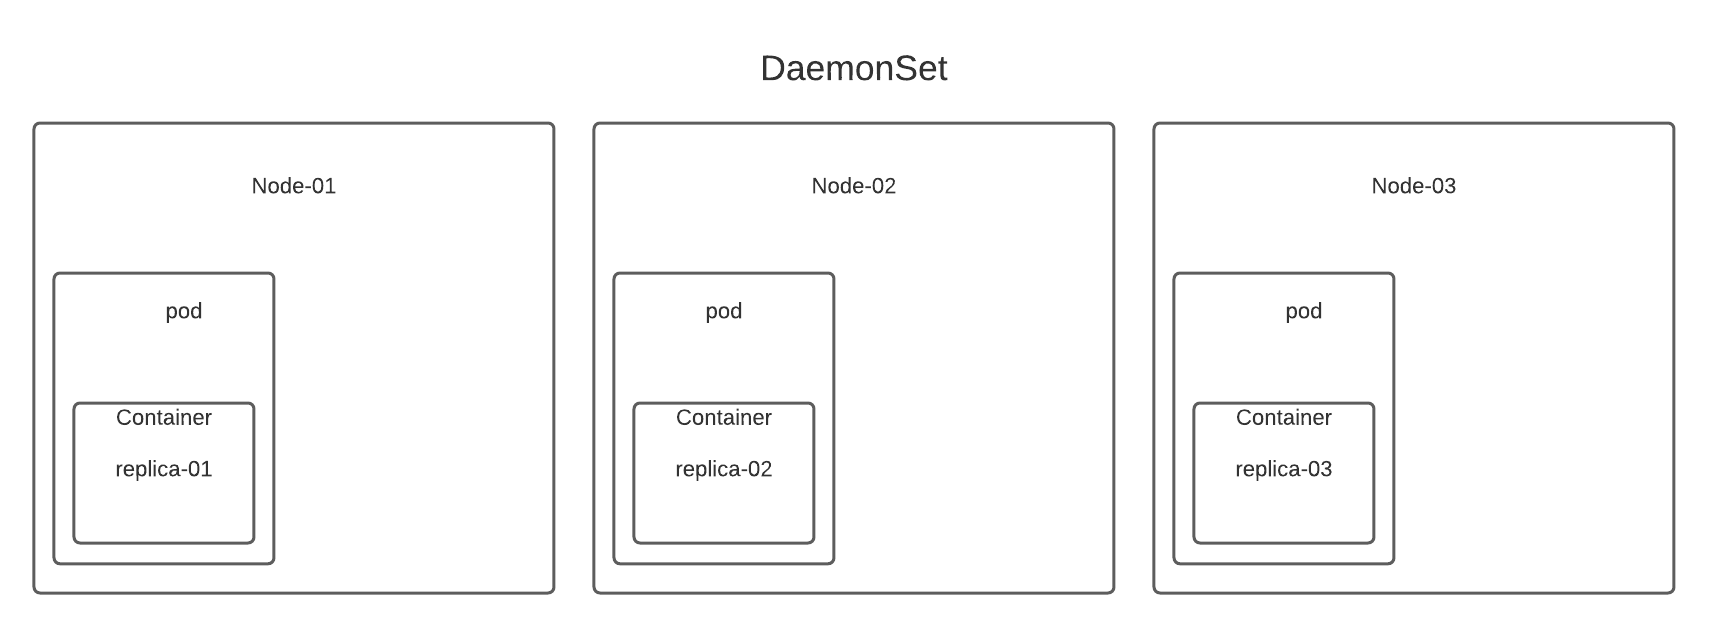 DaemonSet
Node-01
pod
Container
replica-01
Node-02
pod
Container
replica-02
Node-03
pod
Container
replica-03